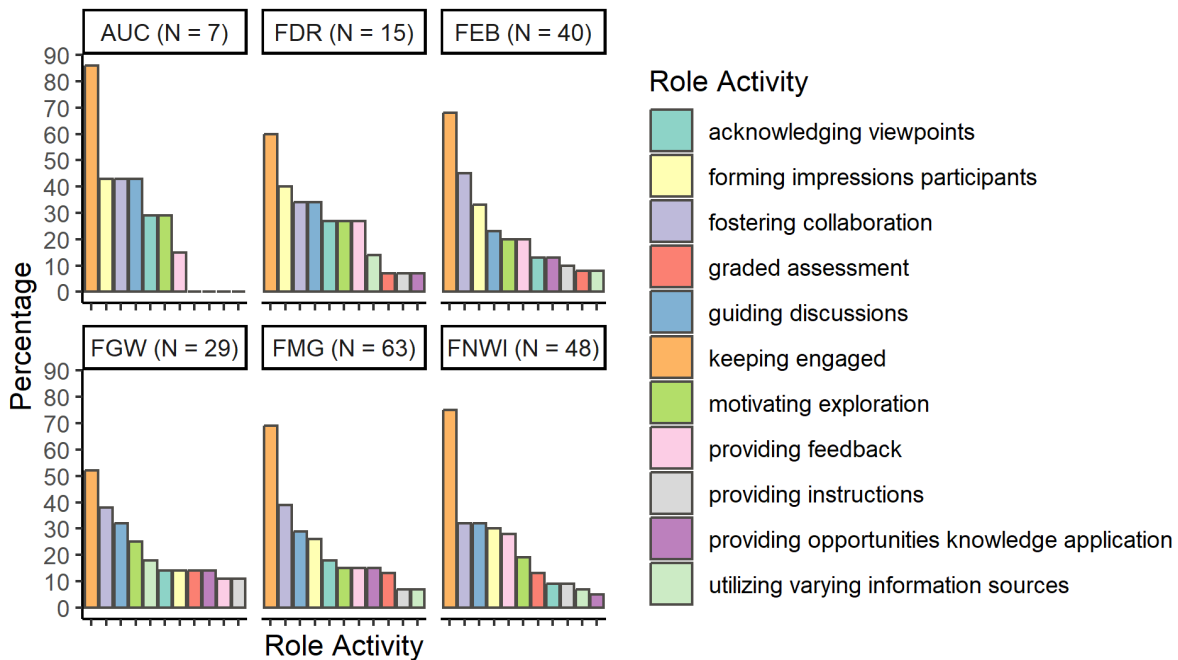 AUC (N = 7)
FDR (N = 15)
FEB (N = 40)
90
80
70
60
50
40
30
20
10
0
FGW (N = 29)
FMG (N = 63)
FNWI (N = 48)
90
80
70
60
50
40
30
20
10
0
Percentage
Role Activity
Role Activity
acknowledging viewpoints
forming impressions participants
fostering collaboration
graded assessment
guiding discussions
keeping engaged
motivating exploration
providing feedback
providing instructions
providing opportunities knowledge application
utilizing varying information sources